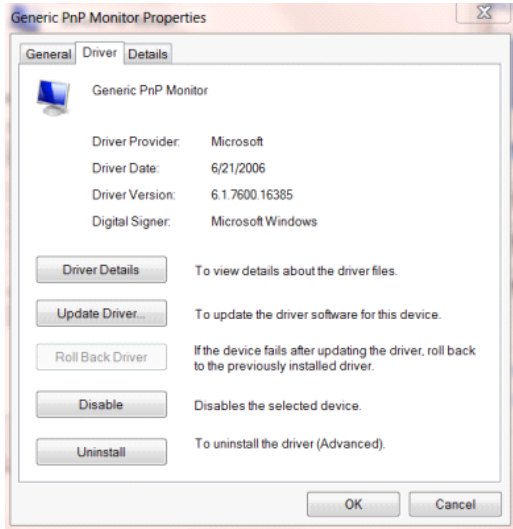 Generic PnP Monitor Properties
General Driver Details
Generic PnP Monitor
Driver Provider: Microsoft
Driver Date: 6/21/2006
Driver Version: 6.1.7600.16385
Digital Signer: Microsoft Windows
Driver Details To view details about the driver files.
Update Driver... To update the driver software for this device.
Roll Back Driver If the device fails after updating the driver, roll back
to the previously installed driver.
Disable Disables the selected device.
Uninstall To uninstall the driver (Advanced).
OK Cancel